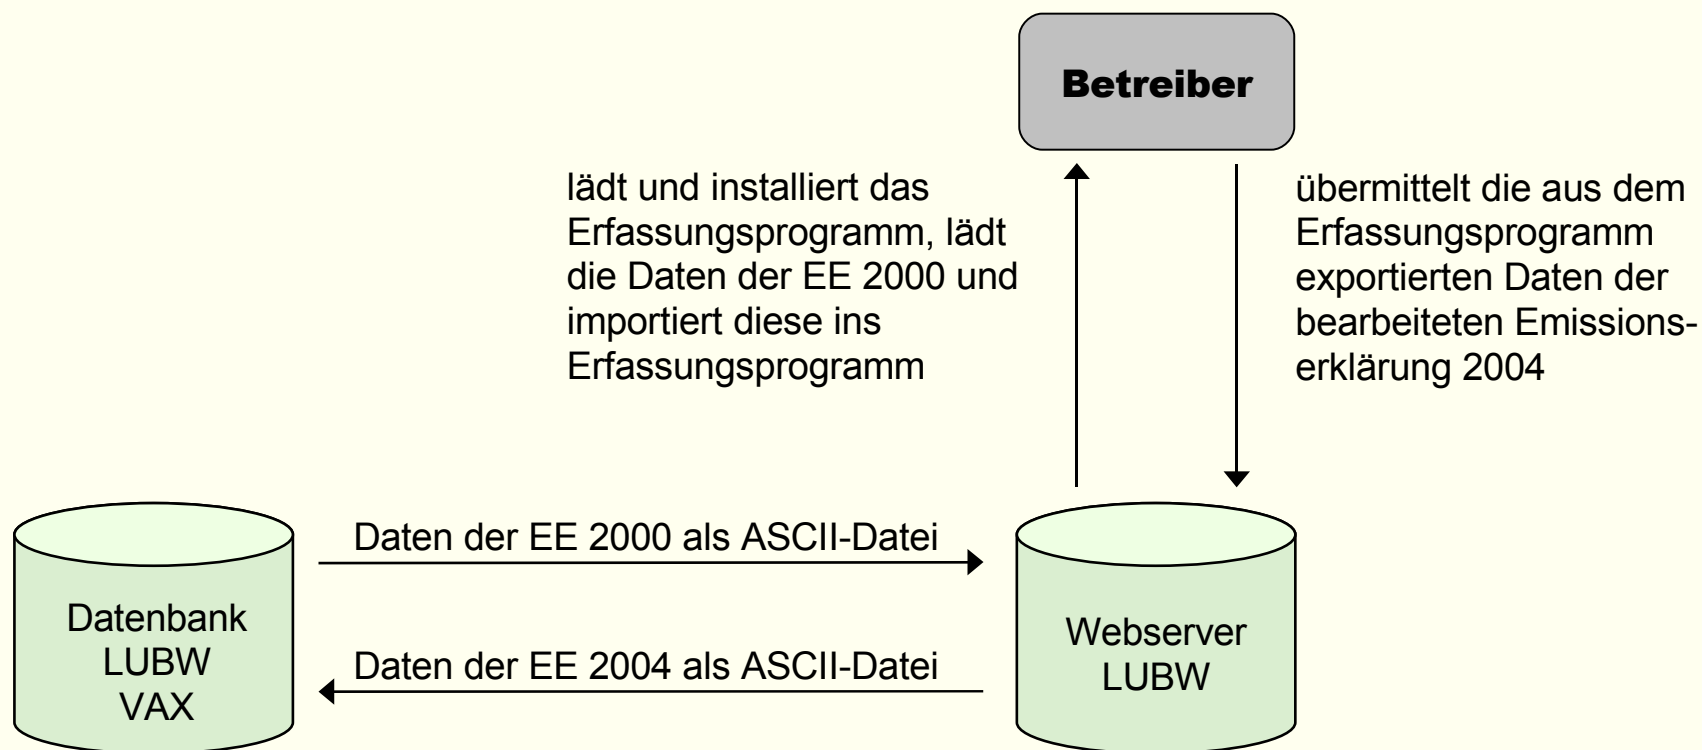 Betreiber
lädt und installiert das
Erfassungsprogramm, lädt
die Daten der EE 2000 und
importiert diese ins
Erfassungsprogramm
übermittelt die aus dem
Erfassungsprogramm
exportierten Daten der
bearbeiteten Emissions-
erklärung 2004
Daten der EE 2000 als ASCII-Datei
Daten der EE 2004 als ASCII-Datei
Datenbank
LUBW
VAX
Webserver
LUBW